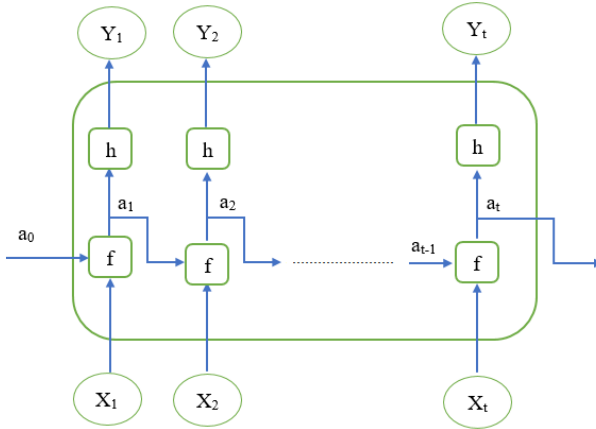 Y₁ Y₂ Yₜ
h h h
a₁ a₂ aₜ
a₀ aₜ₋₁
f f f
X₁ X₂ Xₜ